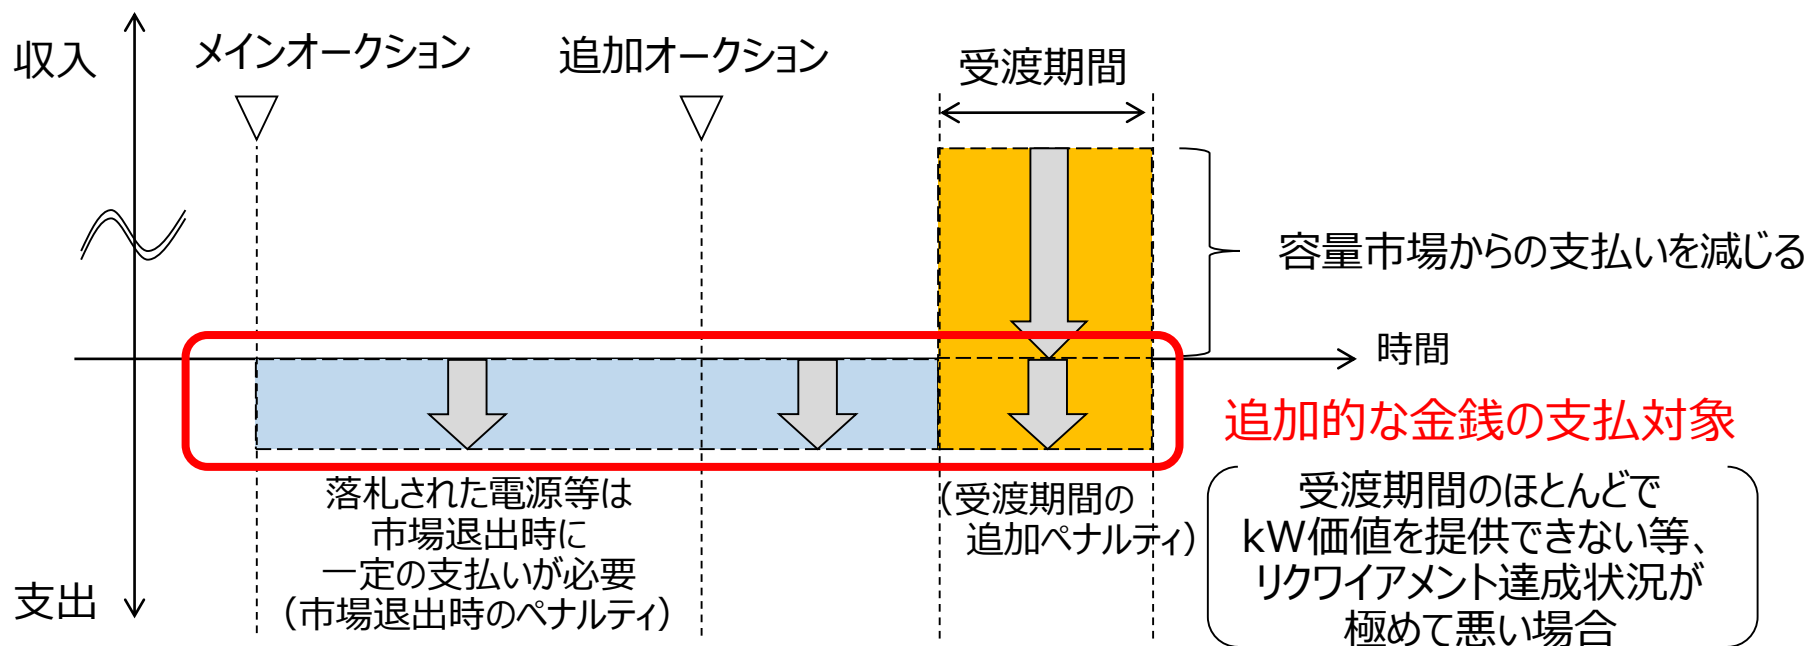 収入
メインオークション
追加オークション
受渡期間
容量市場からの支払いを減じる
時間
追加的な金銭の支払対象
落札された電源等は
市場退出時に
一定の支払いが必要
（市場退出時のペナルティ）
（受渡期間の
追加ペナルティ）
受渡期間のほとんどで
kW価値を提供できない等、
リクワイアメント達成状況が
極めて悪い場合
支出